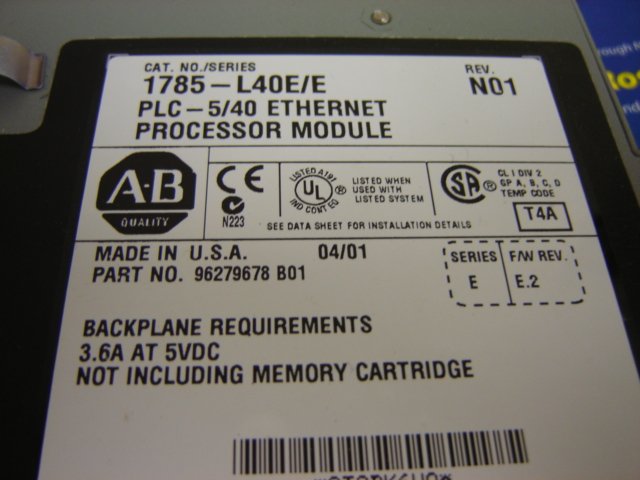 CAT. NO./SERIES
REV.
1785-L40E/E
N01
PLC-5/40 ETHERNET
PROCESSOR MODULE
A-B
QUALITY
CE
N223
LISTED A197
UL
IND CONT EQ
LISTED WHEN
USED WITH
LISTED SYSTEM
SA
CL I DIV 2
GP A, B, C, D
TEMP CODE
T4A
SEE DATA SHEET FOR INSTALLATION DETAILS
MADE IN U.S.A. 04/01
PART NO. 96279678 B01
SERIES
E
F/W REV.
E.2
BACKPLANE REQUIREMENTS
3.6A AT 5VDC
NOT INCLUDING MEMORY CARTRIDGE